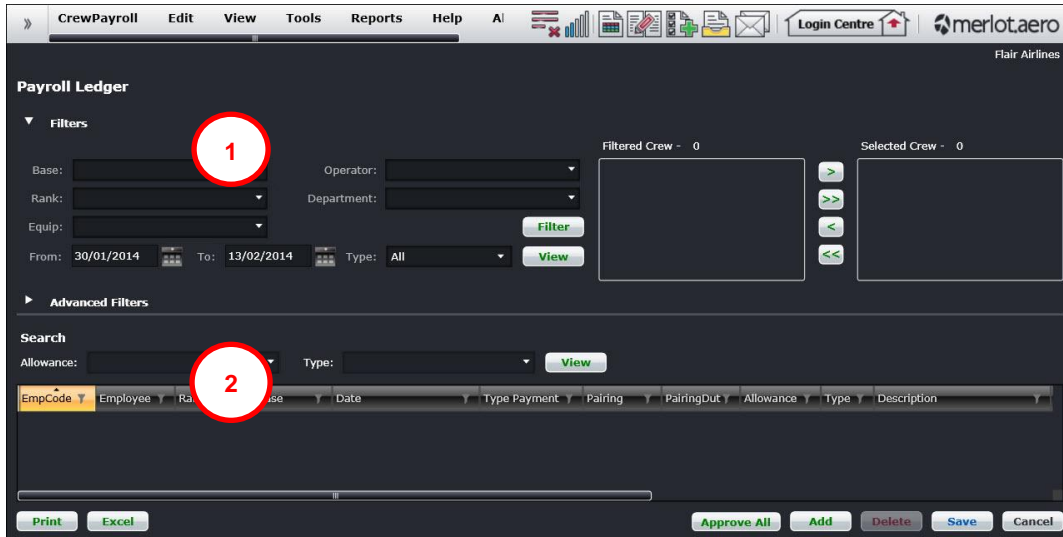 » CrewPayroll Edit View Tools Reports Help Login Centre merlot.aero
Flair Airlines
Payroll Ledger
Filters
1
Filtered Crew - 0 Selected Crew - 0
Base: Operator: >
Rank: Department: >>
Equip: Filter <
From: 30/01/2014 To: 13/02/2014 Type: All View <<
Advanced Filters
Search
Allowance: Type: View
2
EmpCode Employee Date Type Payment Pairing PairingDut Allowance Type Description
Print Excel Approve All Add Delete Save Cancel